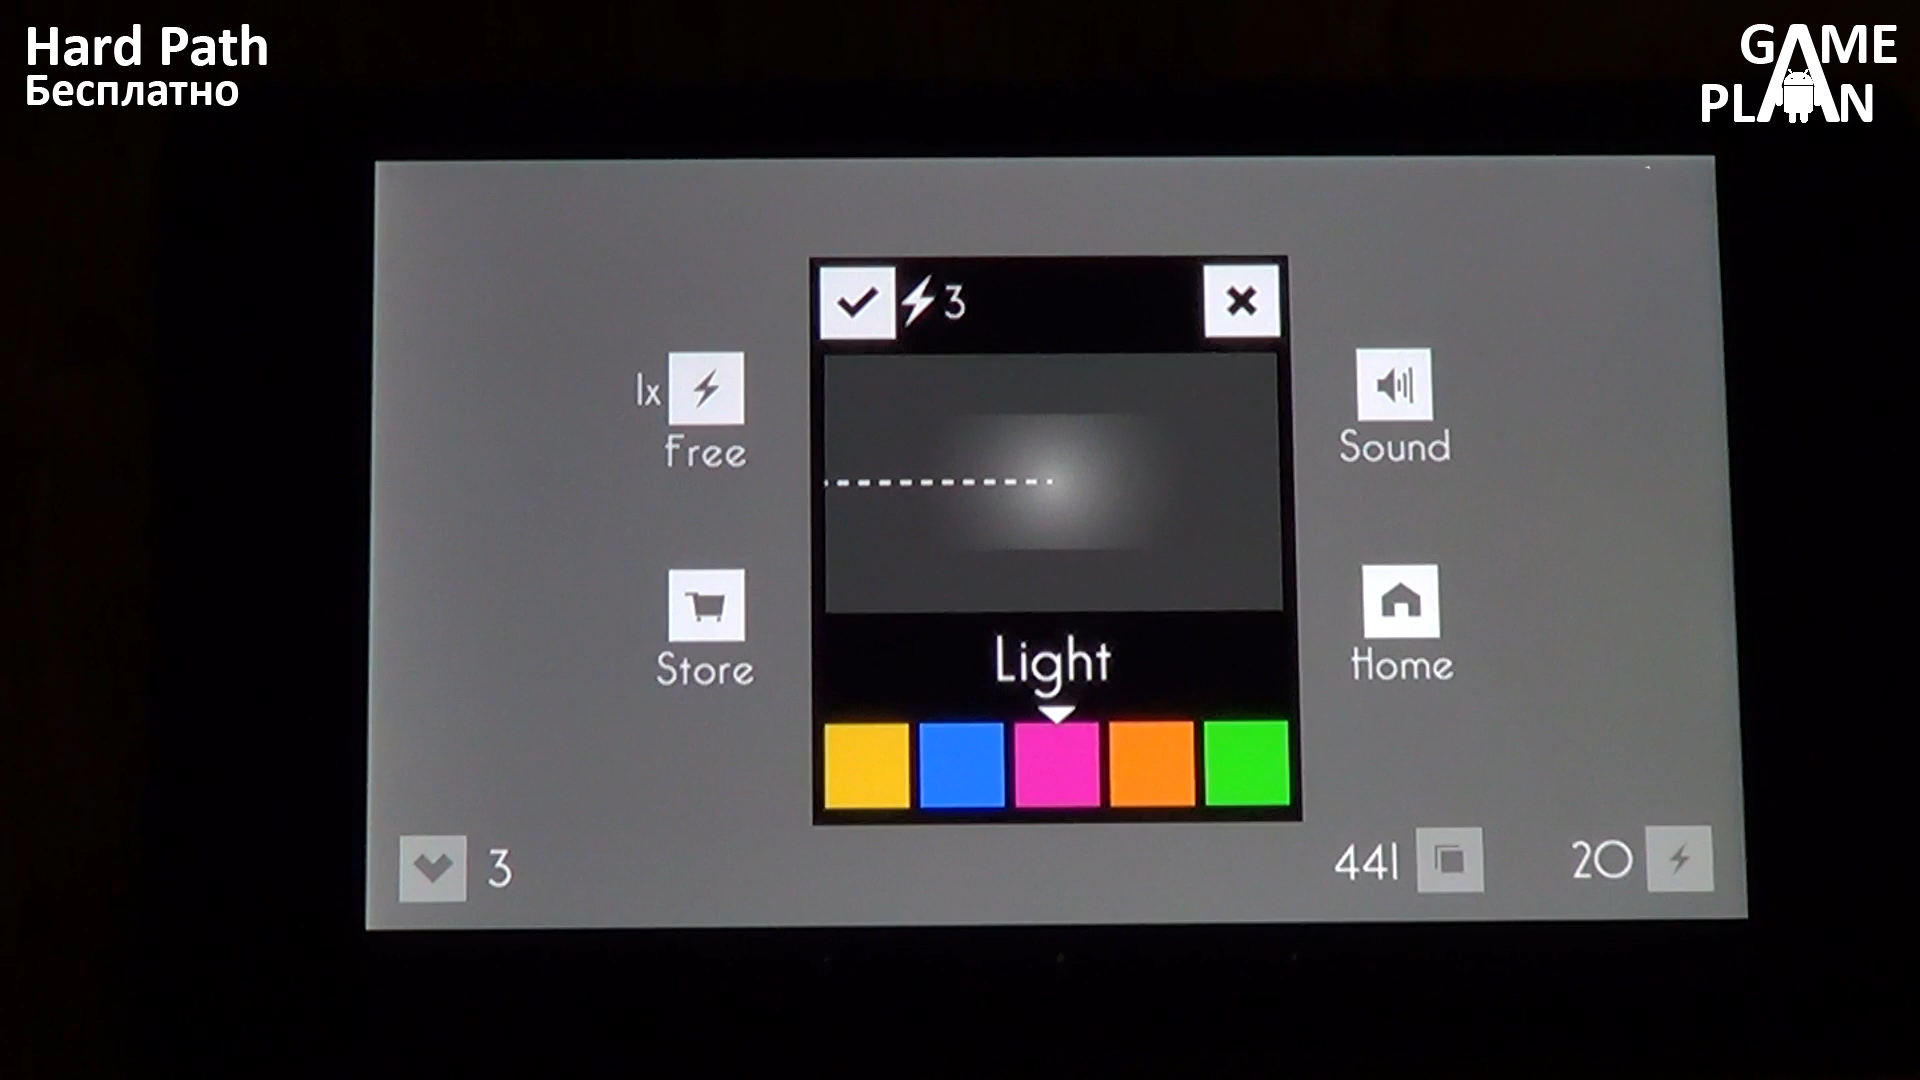 Hard Path
Бесплатно
GAME
PLAN
3
1x
Free
Sound
Store
Home
Light
3
441
20